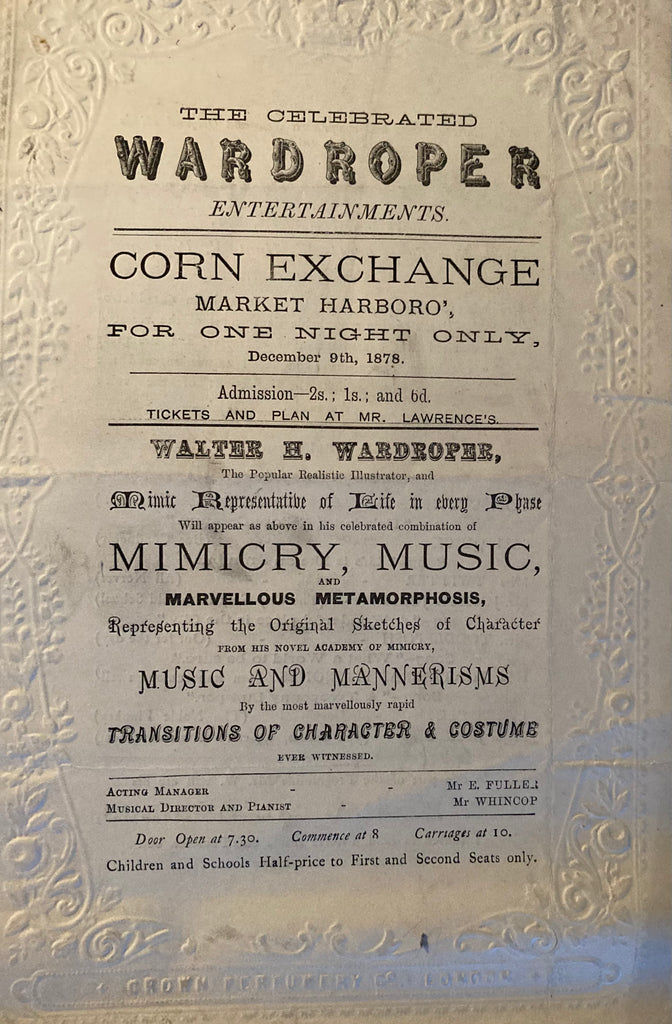 THE CELEBRATED
WARDROPER
ENTERTAINMENTS.
CORN EXCHANGE
MARKET HARBORO',
FOR ONE NIGHT ONLY,
December 9th, 1878.
Admission—2s.; 1s.; and 6d.
TICKETS AND PLAN AT MR. LAWRENCE'S.
WALTER H. WARDROPER,
The Popular Realistic Illustrator, and
Mimic Representative of Life in every Phase
Will appear as above in his celebrated combination of
MIMICRY, MUSIC,
AND
MARVELLOUS METAMORPHOSIS,
Representing the Original Sketches of Character
FROM HIS NOVEL ACADEMY OF MIMICRY,
MUSIC AND MANNERISMS
By the most marvellously rapid
TRANSITIONS OF CHARACTER & COSTUME
EVER WITNESSED.
ACTING MANAGER - - Mr E. FULLER
MUSICAL DIRECTOR AND PIANIST - Mr WHINCOP
Door Open at 7.30. Commence at 8 Carriages at 10.
Children and Schools Half-price to First and Second Seats only.
CROWN PERFUMERY Co. LONDON